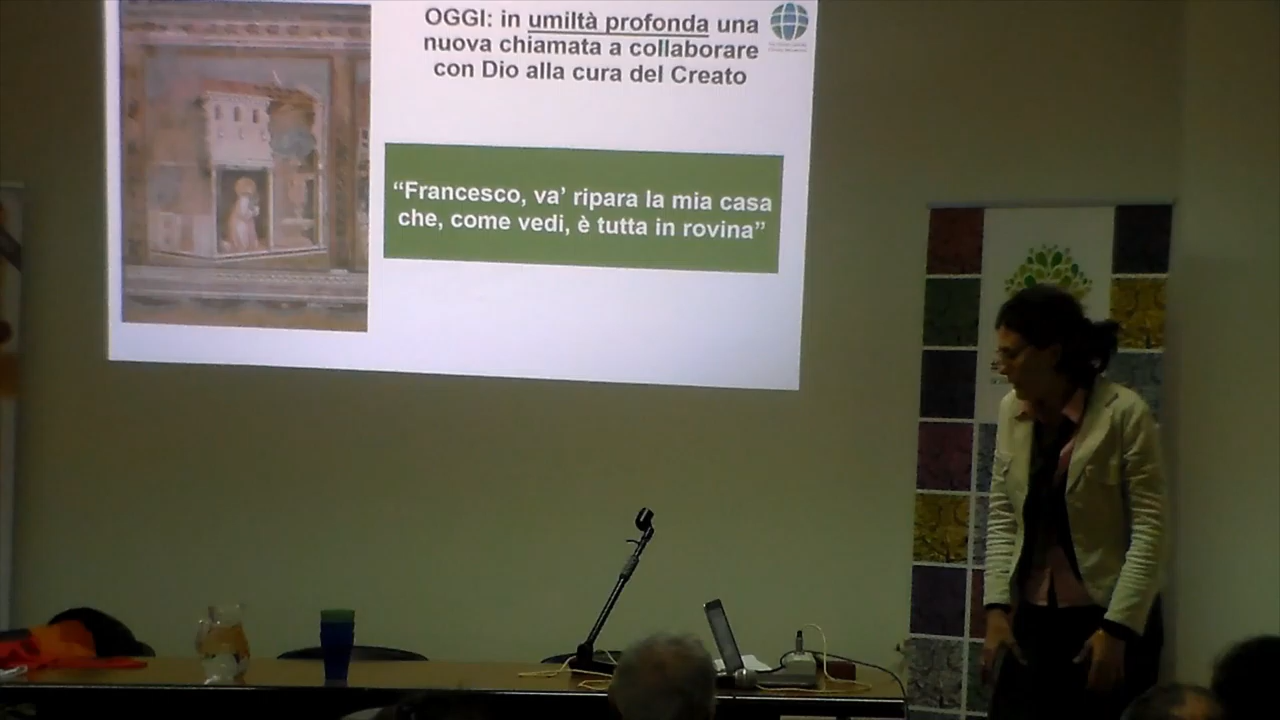 OGGI: in umiltà profonda una
nuova chiamata a collaborare
con Dio alla cura del Creato
“Francesco, va’ ripara la mia casa
che, come vedi, è tutta in rovina”